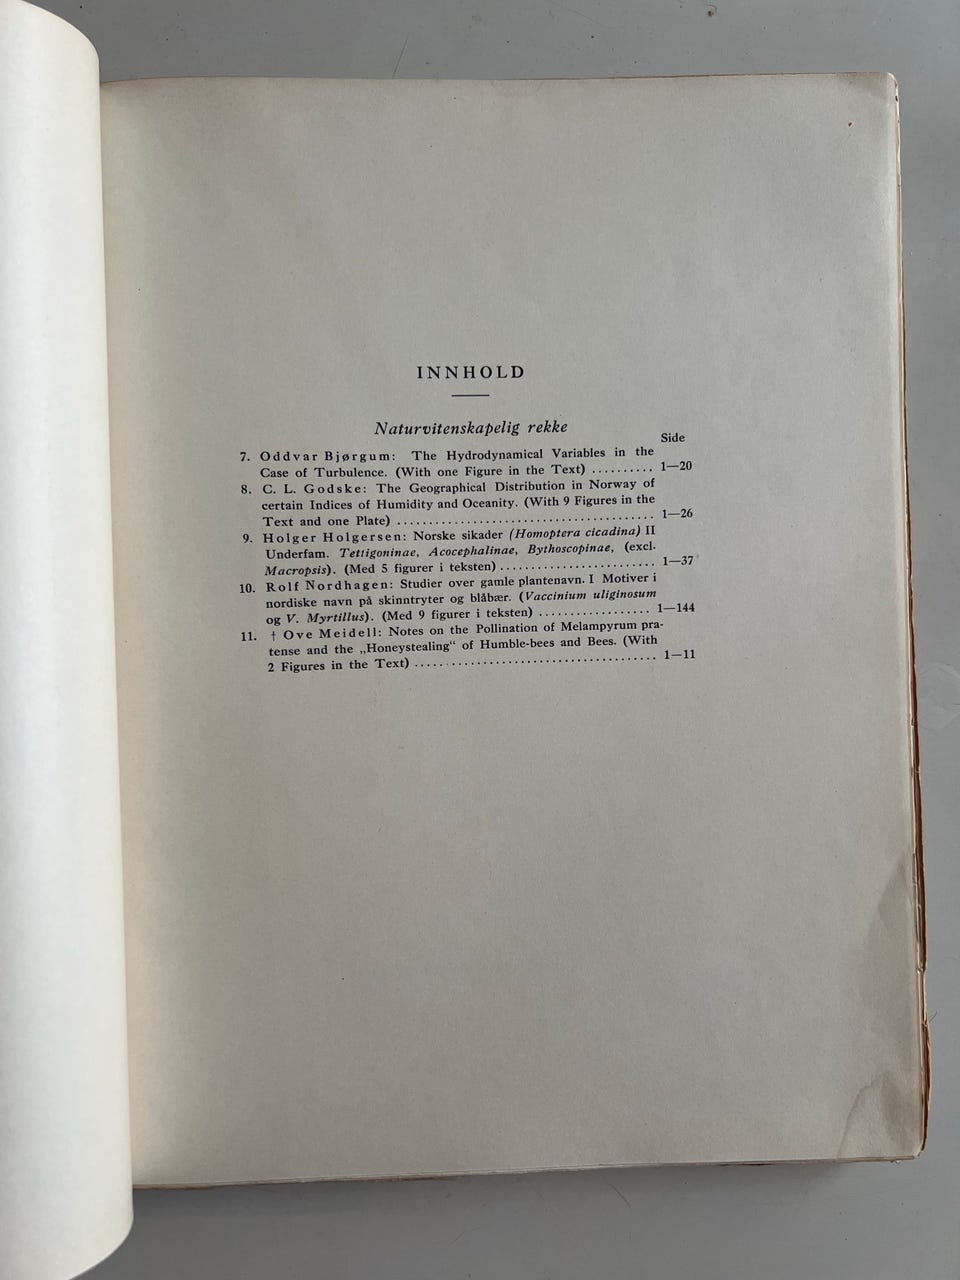 INNHOLD
Naturvitenskapelig rekke
Side
7. Oddvar Bjørgum: The Hydrodynamical Variables in the
Case of Turbulence. (With one Figure in the Text) .......... 1—20
8. C. L. Godske: The Geographical Distribution in Norway of
certain Indices of Humidity and Oceanity. (With 9 Figures in the
Text and one Plate) ........................................ 1—26
9. Holger Holgersen: Norske sikader (Homoptera cicadina) II
Underfam. Tettigoninae, Acocephalinae, Bythoscopinae, (excl.
Macropsis). (Med 5 figurer i teksten) ........................ 1—37
10. Rolf Nordhagen: Studier over gamle plantenavn. I Motiver i
nordiske navn på skinntryter og blåbær. (Vaccinium uliginosum
og V. Myrtillus). (Med 9 figurer i teksten) .................. 1—144
11. † Ove Meidell: Notes on the Pollination of Melampyrum pra-
tense and the „Honeystealing“ of Humble-bees and Bees. (With
2 Figures in the Text) ...................................... 1—11